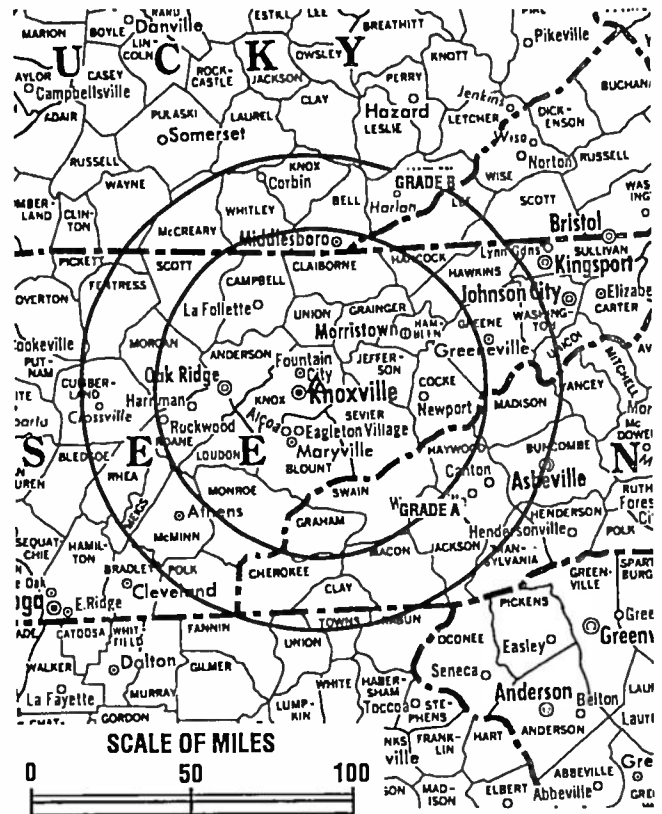 MARION
BOYLE
Danville
LIN-
COLN
ESTILL
LEE
BREATHITT
PIKE
Pikeville
U C K Y
TAYLOR
CASEY
ROCK-
CASTLE
JACKSON
OWSLEY
KNOTT
PERRY
Campbellsville
ADAIR
PULASKI
LAUREL
CLAY
Hazard
LESLIE
LETCHER
Jenkins
DICK-
ENSON
Somerset
Wise
Norton
RUSSELL
RUSSELL
WAYNE
KNOX
Corbin
GRADE B
WISE
CLIN-
TON
WHITLEY
BELL
Harlan
LEE
SCOTT
McCREARY
Middlesboro
Bristol
PICKETT
SCOTT
CLAIBORNE
HANCOCK
Lynn Gdns
SULLIVAN
FENTRESS
CAMPBELL
HAWKINS
Kingsport
OVERTON
La Follette
UNION
GRAINGER
Johnson City
Morristown
HAM-
BLEN
GREENE
WASHING-
TON
CARTER
MORGAN
ANDERSON
Fountain
City
JEFFER-
SON
Greeneville
UNICOI
MITCHELL
PUT-
NAM
CUMBER-
LAND
Oak Ridge
KNOX
Knoxville
COCKE
MADISON
YANCEY
Harriman
Crossville
SEVIER
Newport
Ruckwood
Alcoa
Eagleton Village
S E E N
ROANE
LOUDON
Maryville
BLOUNT
HAYWOOD
BUNCOMBE
BLEDSOE
RHEA
Canton
Asheville
MONROE
SWAIN
GRADE A
MEIGS
Athens
GRAHAM
HENDERSON
Hendersonville
POLK
McMINN
SEQUAT-
CHIE
HAMIL-
TON
MACON
JACKSON
TRAN-
SYLVANIA
BRADLEY
POLK
CHEROKEE
GREEN-
VILLE
SPART
BURG
Cleveland
CLAY
PICKENS
E.Ridge
CATOOSA
WHIT-
FIELD
FANNIN
TOWNS
RABUN
OCONEE
UNION
Easley
WALKER
Dalton
GILMER
Seneca
La Fayette
MURRAY
WHITE
HABER-
SHAM
Toccoa
STE-
PHENS
Anderson
Belton
LUMP-
KIN
GORDON
FRANK-
LIN
HART
ANDERSON
SCALE OF MILES
0 50 100
MAD-
ISON
ELBERT
ABBEVILLE
Abbeville